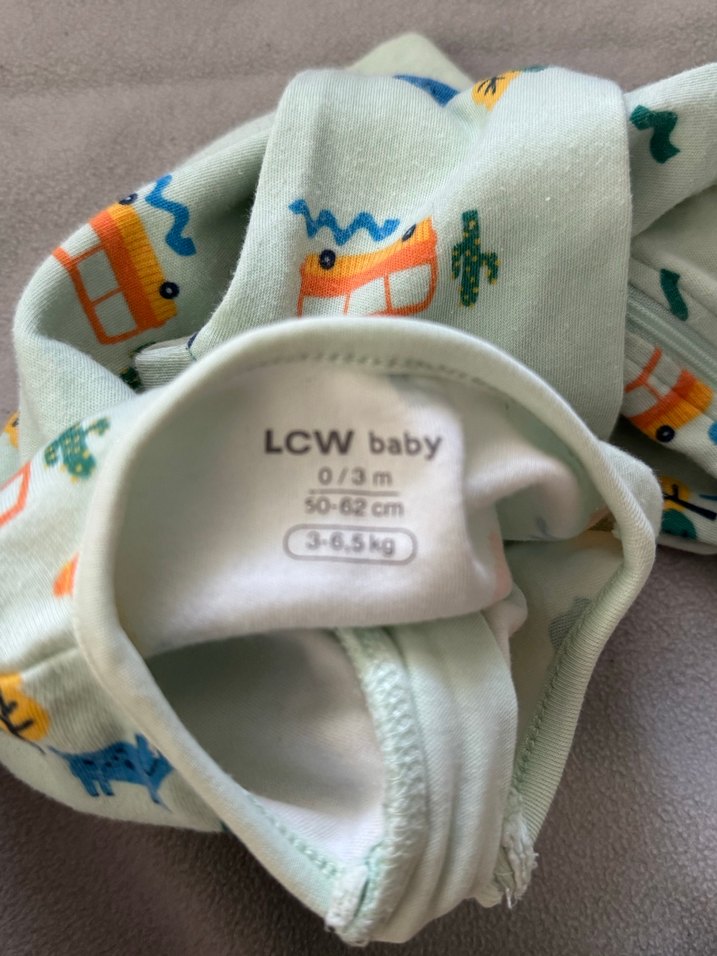 LCW baby
0/3 m
50-62 cm
3-6,5 kg